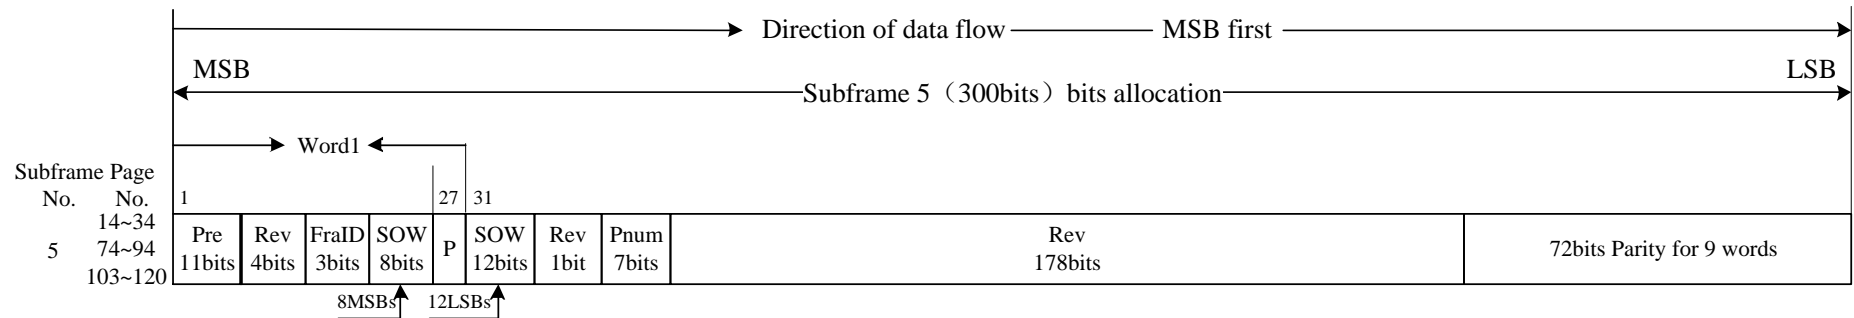 Direction of data flow MSB first
MSB LSB
Subframe 5（300bits）bits allocation
Word1
Subframe Page
No. No.
1 27 31
5
14~34
74~94
103~120
Pre
11bits
Rev
4bits
FraID
3bits
SOW
8bits
P
SOW
12bits
Rev
1bit
Pnum
7bits
Rev
178bits
72bits Parity for 9 words
8MSBs 12LSBs